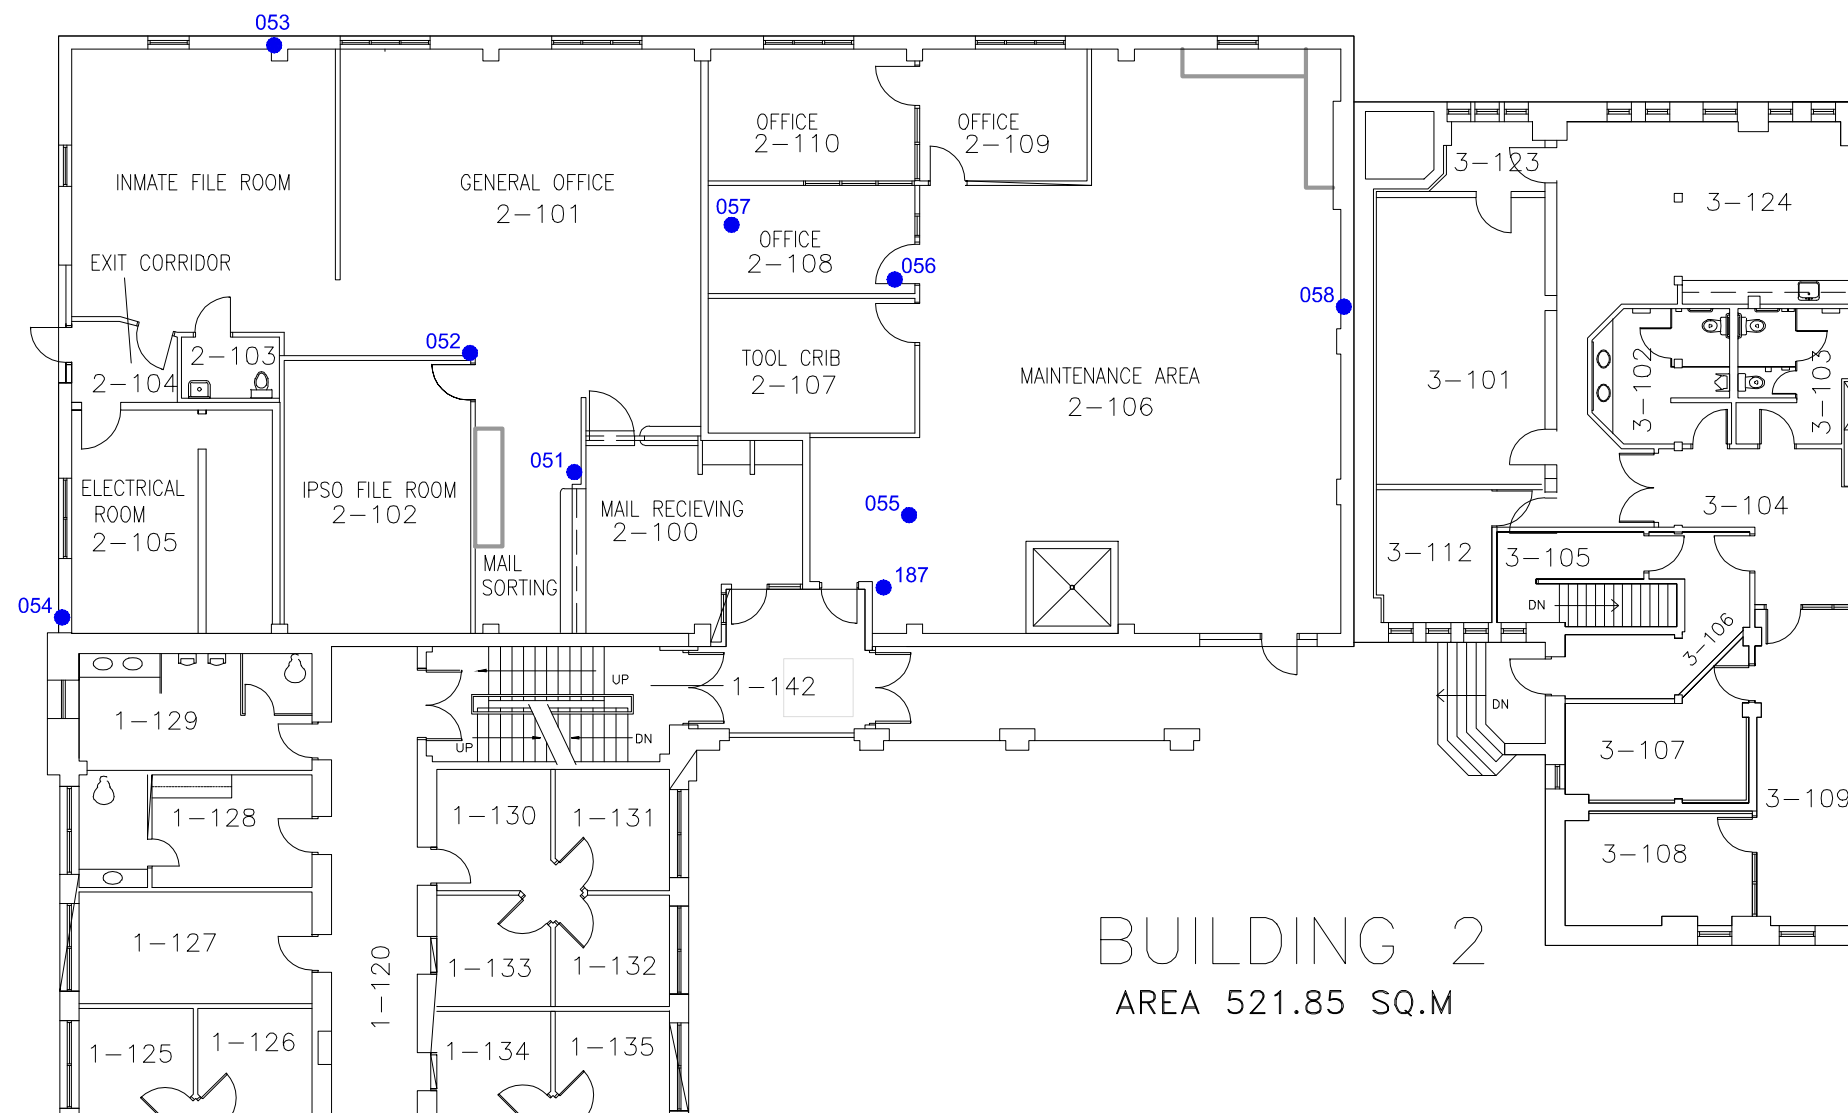 053
OFFICE
2-110
OFFICE
2-109
3-123
INMATE FILE ROOM
GENERAL OFFICE
2-101
3-124
057
OFFICE
2-108
EXIT CORRIDOR
056
058
052
2-103
2-104
TOOL CRIB
2-107
MAINTENANCE AREA
2-106
3-101
3-102
3-103
051
ELECTRICAL
ROOM
2-105
IPSO FILE ROOM
2-102
MAIL RECIEVING
2-100
055
3-104
MAIL
SORTING
187
3-112
3-105
DN
054
3-106
UP
1-142
1-129
UP
DN
DN
3-107
1-128
1-130
1-131
3-109
3-108
1-127
1-120
1-133
1-132
BUILDING 2
AREA 521.85 SQ.M
1-125
1-126
1-134
1-135